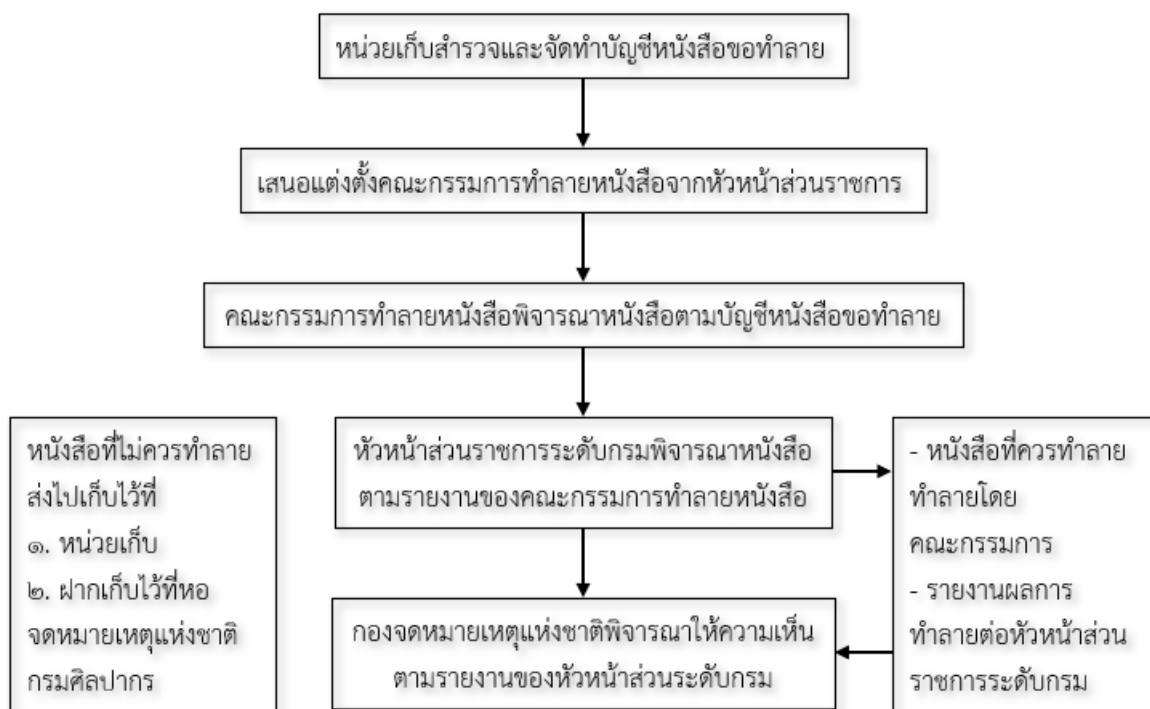 หน่วยเก็บสำรวจและจัดทำบัญชีหนังสือขอทำลาย
เสนอแต่งตั้งคณะกรรมการทำลายหนังสือจากหัวหน้าส่วนราชการ
คณะกรรมการทำลายหนังสือพิจารณาหนังสือตามบัญชีหนังสือขอทำลาย
หนังสือที่ไม่ควรทำลาย
ส่งไปเก็บไว้ที่
๑. หน่วยเก็บ
๒. ฝากเก็บไว้ที่หอ
จดหมายเหตุแห่งชาติ
กรมศิลปากร
หัวหน้าส่วนราชการระดับกรมพิจารณาหนังสือ
ตามรายงานของคณะกรรมการทำลายหนังสือ
กองจดหมายเหตุแห่งชาติพิจารณาให้ความเห็น
ตามรายงานของหัวหน้าส่วนระดับกรม
- หนังสือที่ควรทำลาย
ทำลายโดย
คณะกรรมการ
- รายงานผลการ
ทำลายต่อหัวหน้าส่วน
ราชการระดับกรม